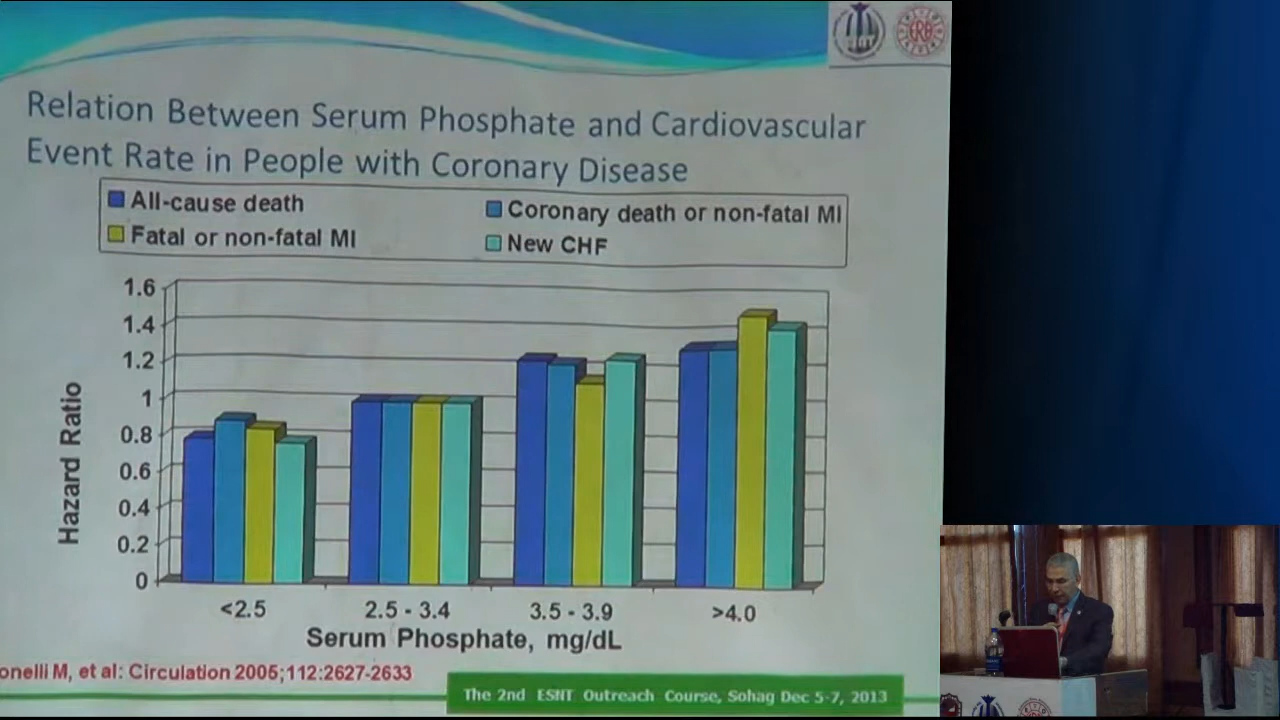 Relation Between Serum Phosphate and Cardiovascular
Event Rate in People with Coronary Disease
All-cause death
Coronary death or non-fatal MI
Fatal or non-fatal MI
New CHF
1.6
1.4
1.2
1
0.8
0.6
0.4
0.2
0
Hazard Ratio
<2.5 2.5 - 3.4 3.5 - 3.9 >4.0
Serum Phosphate, mg/dL
onelli M, et al: Circulation 2005;112:2627-2633
The 2nd ESNT Outreach Course, Sohag Dec 5-7, 2013